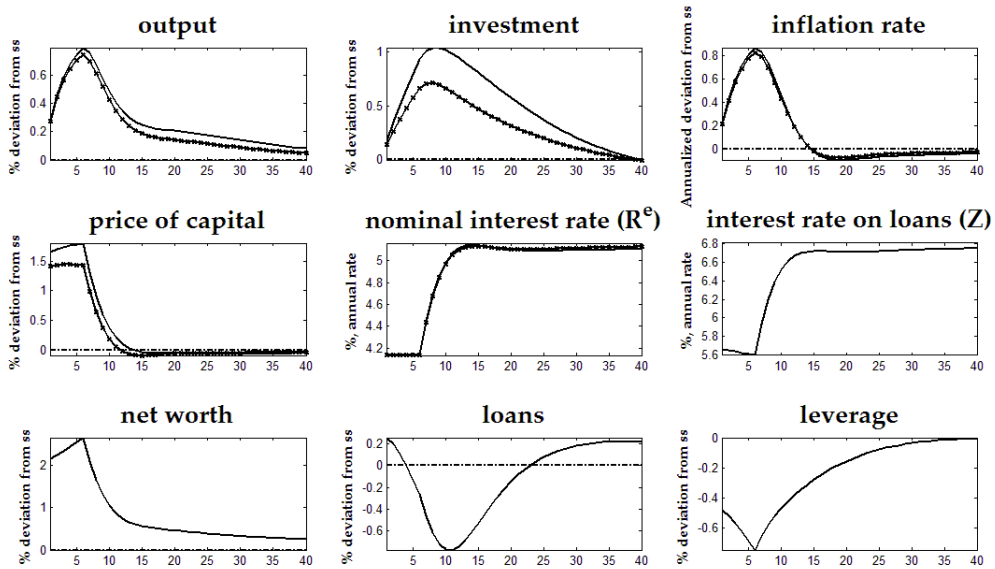 output
% deviation from ss
0.6
0.4
0.2
0
5 10 15 20 25 30 35 40
investment
% deviation from ss
1
0.5
0
5 10 15 20 25 30 35 40
inflation rate
Annualized deviation from ss
0.8
0.6
0.4
0.2
0
5 10 15 20 25 30 35 40
price of capital
% deviation from ss
1.5
1
0.5
0
5 10 15 20 25 30 35 40
nominal interest rate (Rᵉ)
%, annual rate
5
4.8
4.6
4.4
4.2
5 10 15 20 25 30 35 40
interest rate on loans (Z)
%, annual rate
6.8
6.6
6.4
6.2
6
5.8
5.6
5 10 15 20 25 30 35 40
net worth
% deviation from ss
2
1
0
5 10 15 20 25 30 35 40
loans
% deviation from ss
0.2
0
-0.2
-0.4
-0.6
5 10 15 20 25 30 35 40
leverage
% deviation from ss
0
-0.2
-0.4
-0.6
5 10 15 20 25 30 35 40